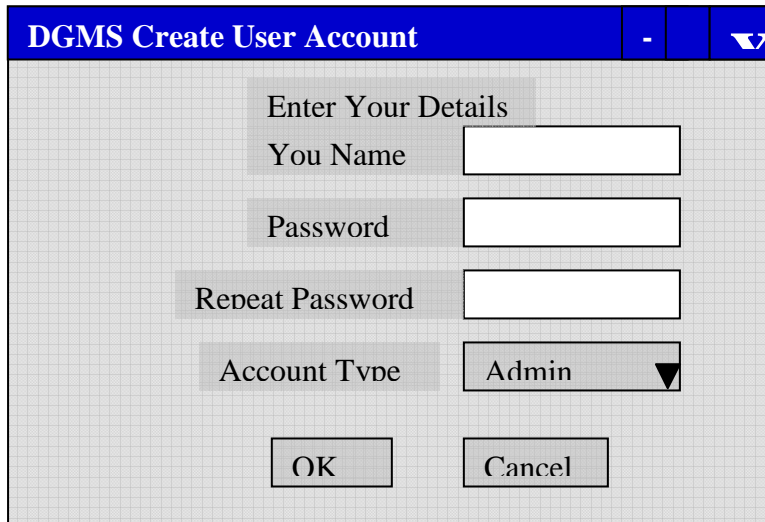 DGMS Create User Account -
Enter Your Details
You Name
Password
Repeat Password
Account Type Admin
OK Cancel